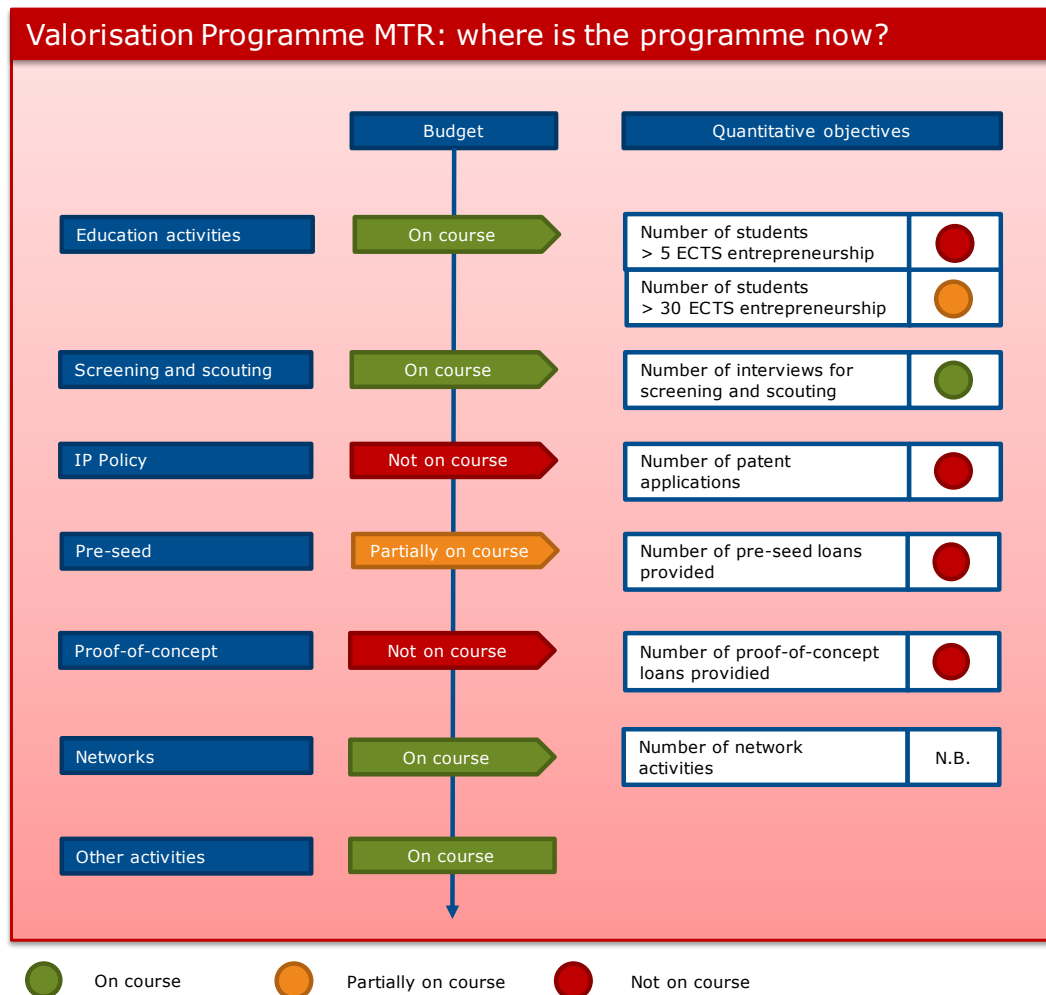 Valorisation Programme MTR: where is the programme now?
Budget
Quantitative objectives
Education activities
On course
Number of students
> 5 ECTS entrepreneurship
Number of students
> 30 ECTS entrepreneurship
Screening and scouting
On course
Number of interviews for
screening and scouting
IP Policy
Not on course
Number of patent
applications
Pre-seed
Partially on course
Number of pre-seed loans
provided
Proof-of-concept
Not on course
Number of proof-of-concept
loans providied
Networks
On course
Number of network
activities
N.B.
Other activities
On course
On course
Partially on course
Not on course